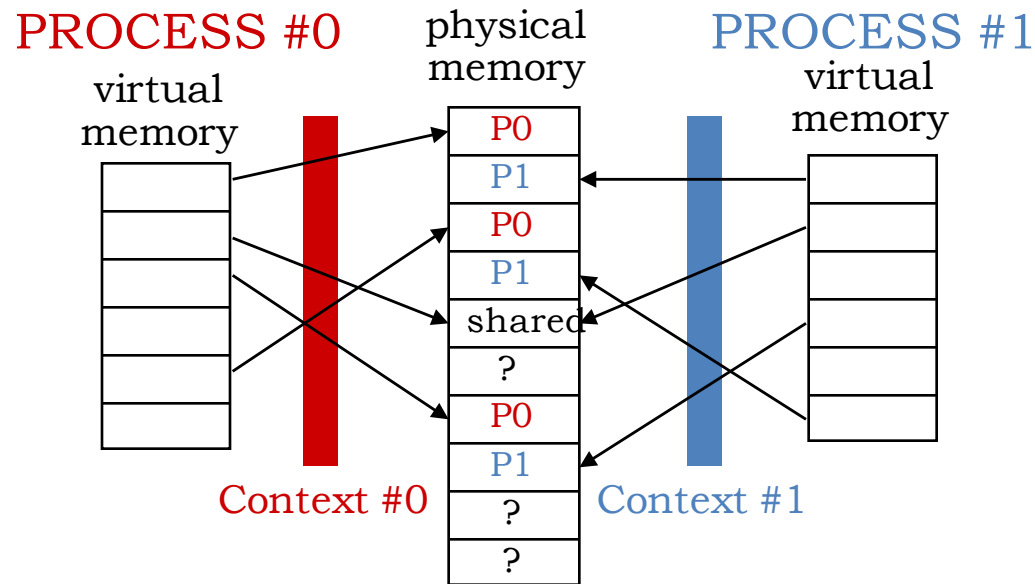 PROCESS #0
virtual
memory
physical
memory
PROCESS #1
virtual
memory
P0
P1
P0
P1
shared
?
P0
P1
?
?
Context #0
Context #1